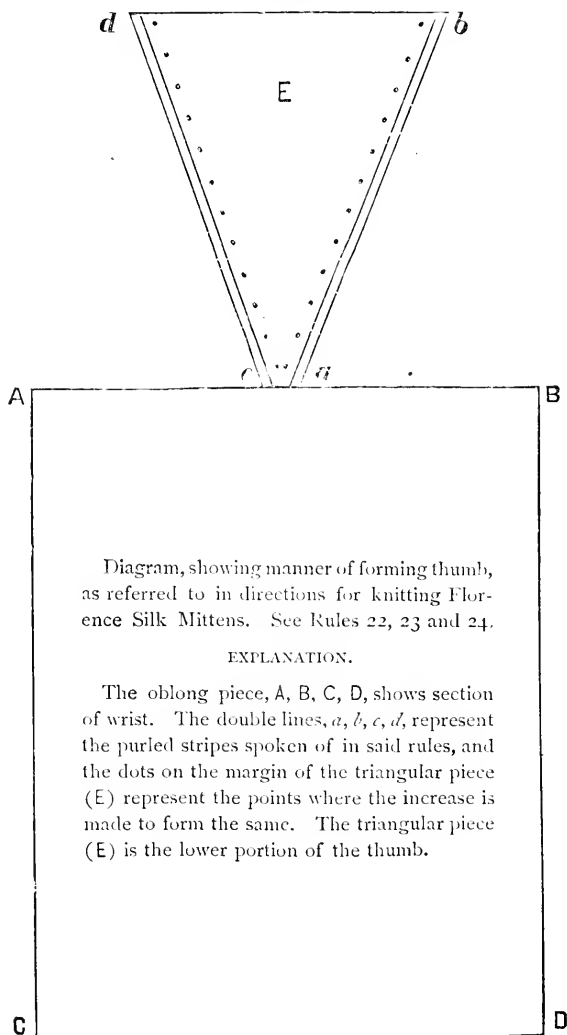 d b
E
c a
A B
Diagram, showing manner of forming thumb,
as referred to in directions for knitting Flor-
ence Silk Mittens. See Rules 22, 23 and 24.
EXPLANATION.
The oblong piece, A, B, C, D, shows section
of wrist. The double lines, a, b, c, d, represent
the purled stripes spoken of in said rules, and
the dots on the margin of the triangular piece
(E) represent the points where the increase is
made to form the same. The triangular piece
(E) is the lower portion of the thumb.
C D